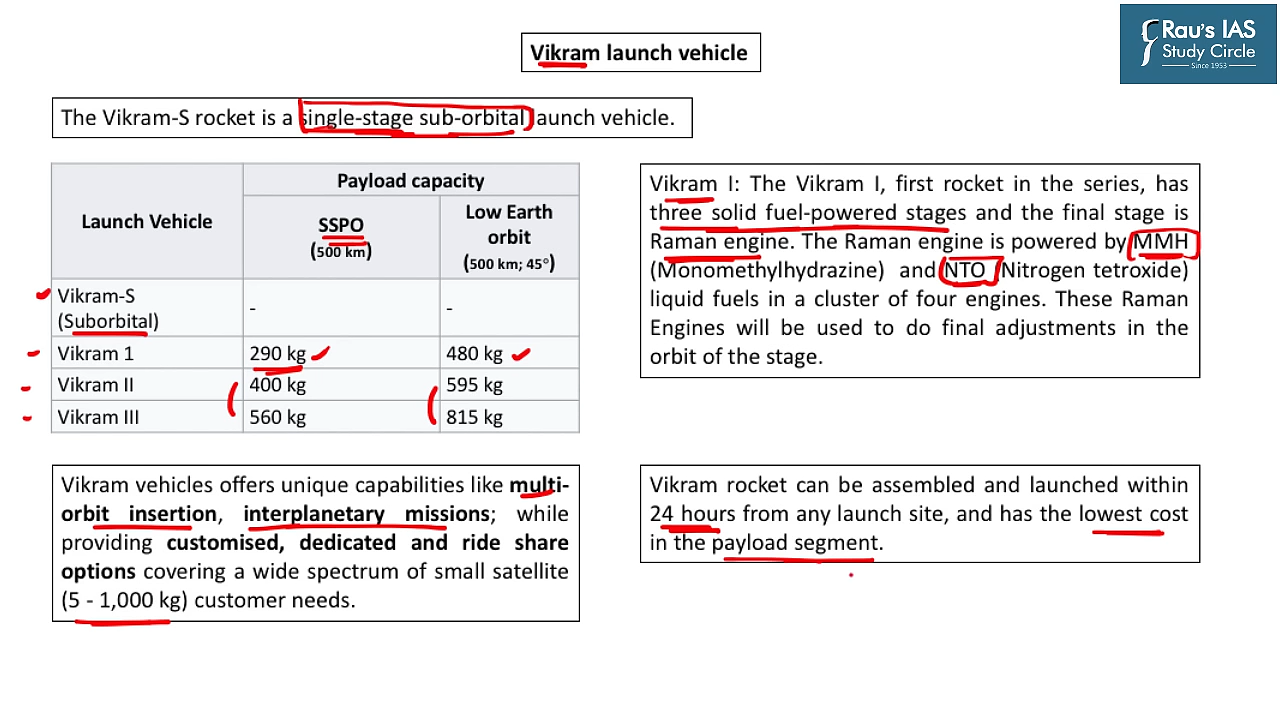 Rau's IAS
Study Circle
Since 1953
Vikram launch vehicle
The Vikram-S rocket is a single-stage sub-orbital launch vehicle.
Launch Vehicle
Payload capacity
SSPO
(500 km)
Low Earth
orbit
(500 km; 45°)
Vikram-S
(Suborbital)
-
-
Vikram 1 290 kg 480 kg
Vikram II 400 kg 595 kg
Vikram III 560 kg 815 kg
Vikram I: The Vikram I, first rocket in the series, has
three solid fuel-powered stages and the final stage is
Raman engine. The Raman engine is powered by MMH
(Monomethylhydrazine) and NTO (Nitrogen tetroxide)
liquid fuels in a cluster of four engines. These Raman
Engines will be used to do final adjustments in the
orbit of the stage.
Vikram vehicles offers unique capabilities like multi-
orbit insertion, interplanetary missions; while
providing customised, dedicated and ride share
options covering a wide spectrum of small satellite
(5 - 1,000 kg) customer needs.
Vikram rocket can be assembled and launched within
24 hours from any launch site, and has the lowest cost
in the payload segment.